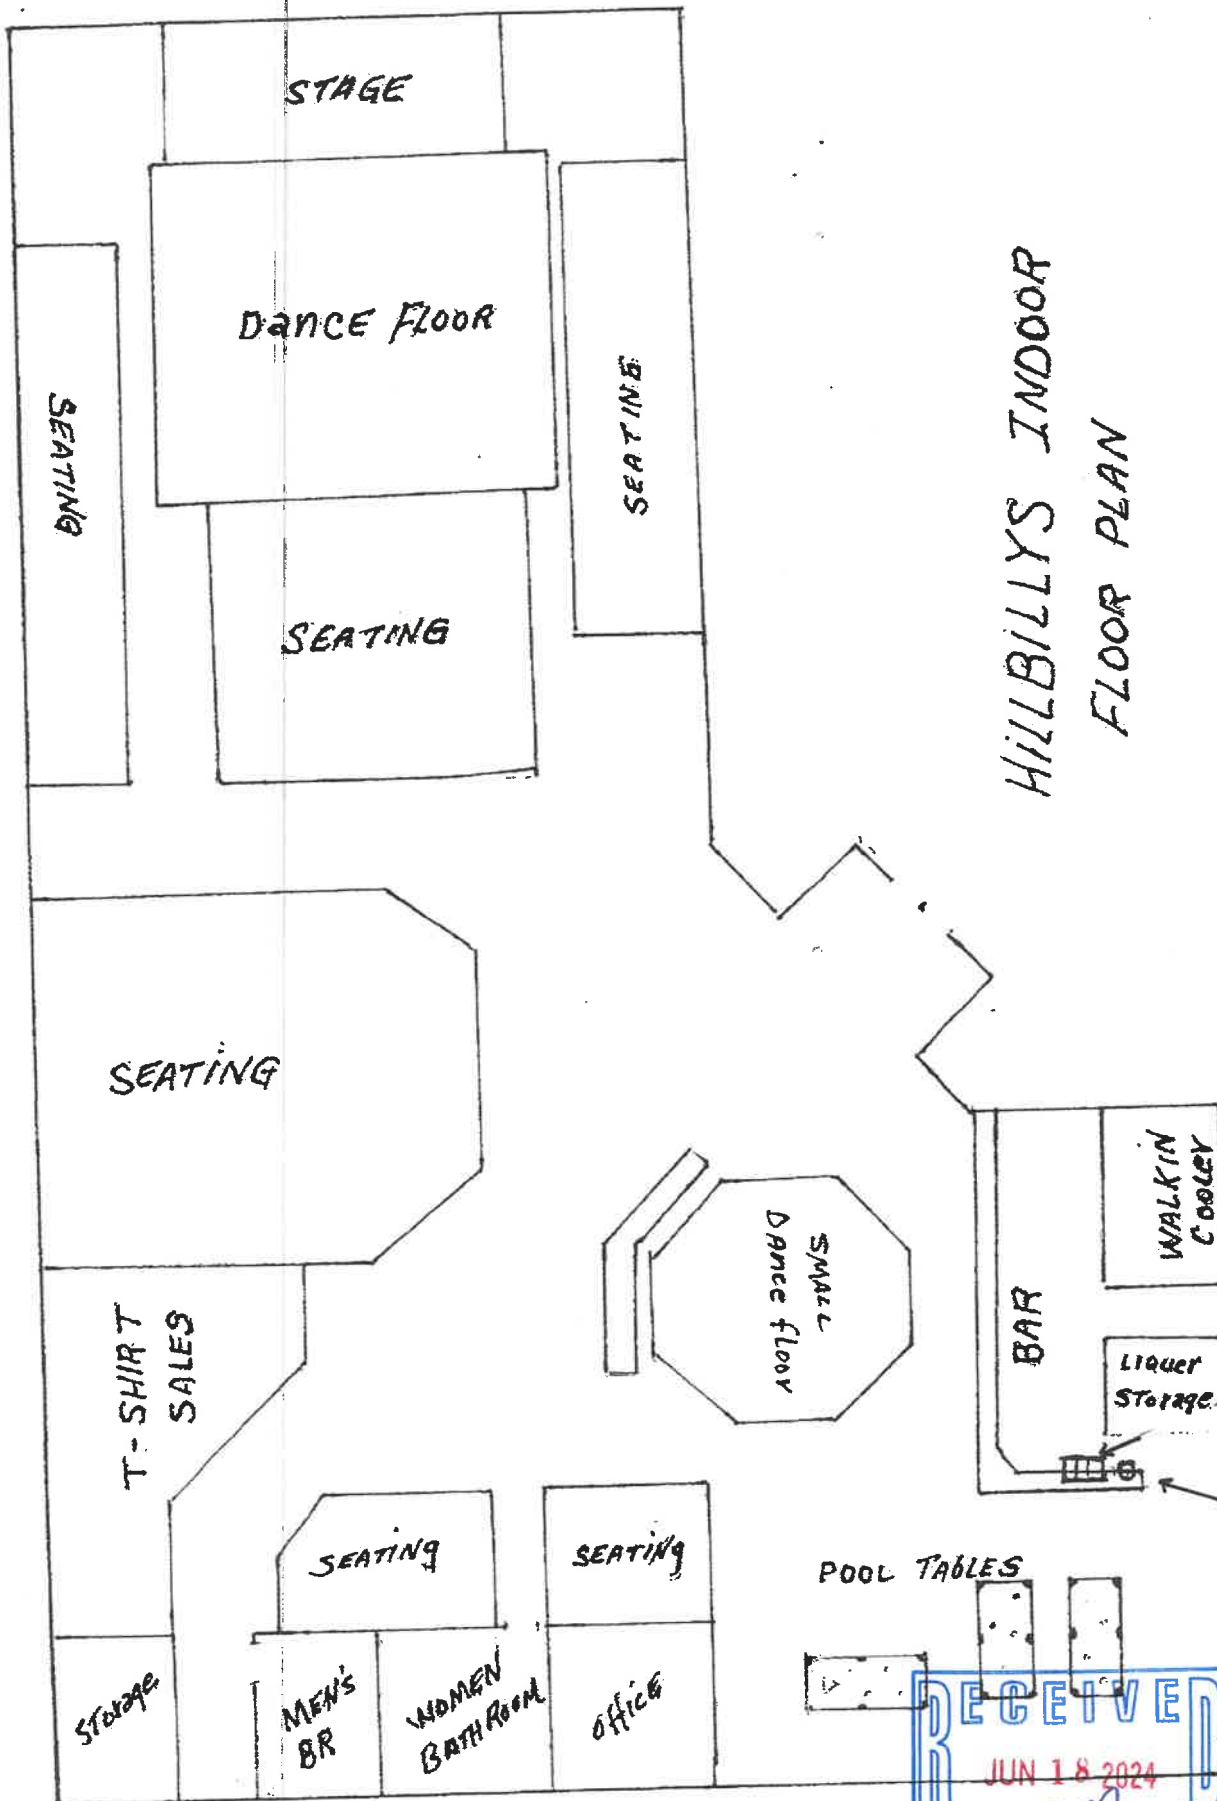 STAGE
DANCE FLOOR
SEATING
SEATING
SEATING
HILLBILLYS INDOOR
FLOOR PLAN
SEATING
WALKIN
COOLER
SMALL
DANCE floor
BAR
T-SHIRT
SALES
LIQUER
STorage
SEATING
SEATING
POOL TABLES
STorage
MEN'S
BR
WOMEN
BATHROOM
OFFICE
RECEIVED
JUN 18 2024